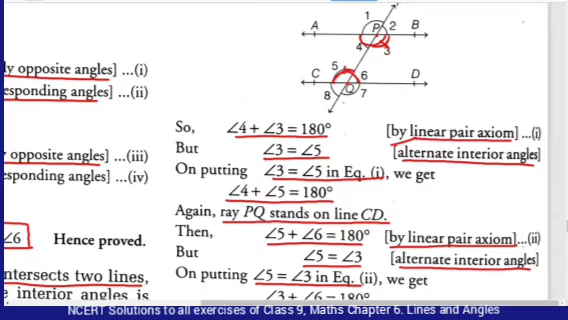 1
A P 2 B
4 3
5
C 6 D
Q
8 7
ly opposite angles] ...(i)
esponding angles] ...(ii)
opposite angles] ...(iii)
esponding angles] ...(iv)
∠6 Hence proved.
ntersects two lines,
e interior angles is
So, ∠4 + ∠3 = 180° [by linear pair axiom] ...(i)
But ∠3 = ∠5 [alternate interior angles]
On putting ∠3 = ∠5 in Eq. (i), we get
∠4 + ∠5 = 180°
Again, ray PQ stands on line CD.
Then, ∠5 + ∠6 = 180° [by linear pair axiom]...(ii)
But ∠5 = ∠3 [alternate interior angles]
On putting ∠5 = ∠3 in Eq. (ii), we get
∠3 + ∠6 = 180°
NCERT Solutions to all exercises of Class 9, Maths Chapter 6. Lines and Angles